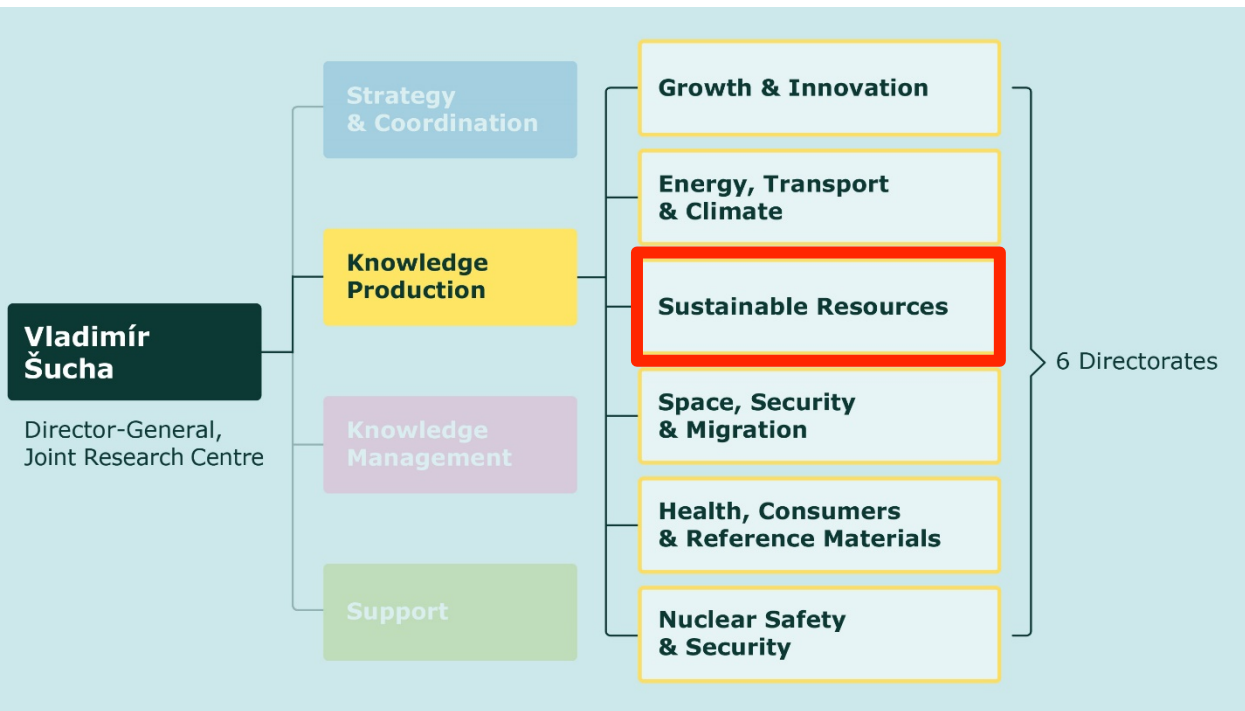 Vladimír
Šucha
Director-General,
Joint Research Centre
Strategy
& Coordination
Knowledge
Production
Knowledge
Management
Support
Growth & Innovation
Energy, Transport
& Climate
Sustainable Resources
Space, Security
& Migration
Health, Consumers
& Reference Materials
Nuclear Safety
& Security
6 Directorates